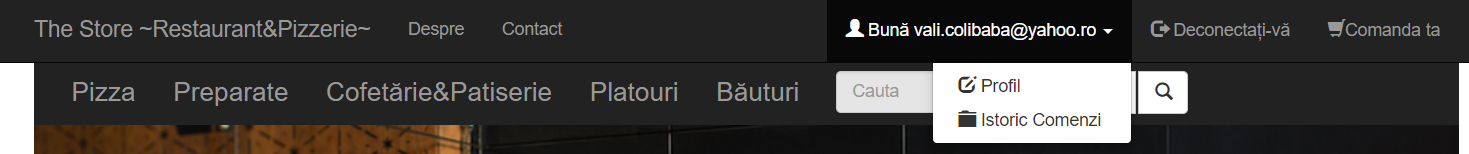 The Store ~Restaurant&Pizzerie~ Despre Contact Bună vali.colibaba@yahoo.ro Deconectați-vă Comanda ta
Pizza Preparate Cofetărie&Patiserie Platouri Băuturi Cauta
Profil
Istoric Comenzi